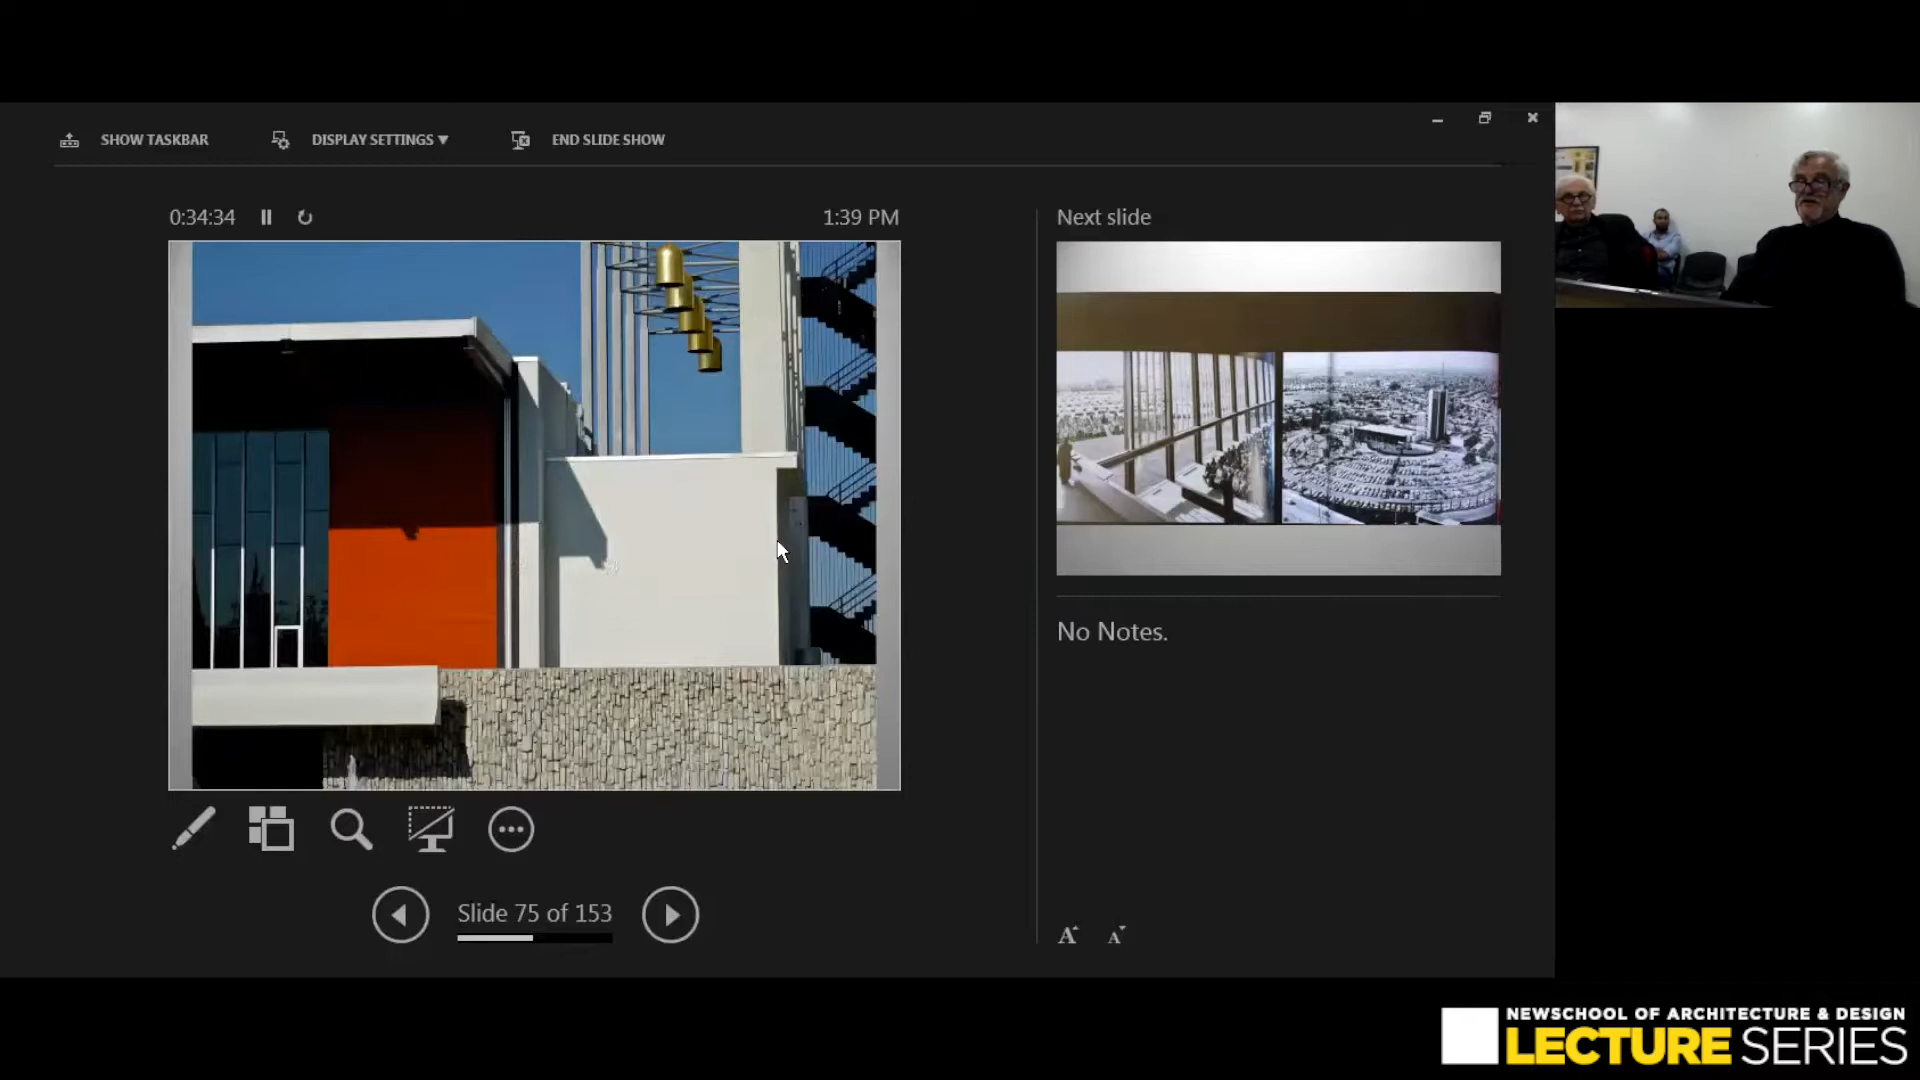 SHOW TASKBAR
DISPLAY SETTINGS
END SLIDE SHOW
0:34:34
1:39 PM
Next slide
No Notes.
Slide 75 of 153
A A
NEWSCHOOL OF ARCHITECTURE & DESIGN
LECTURE SERIES